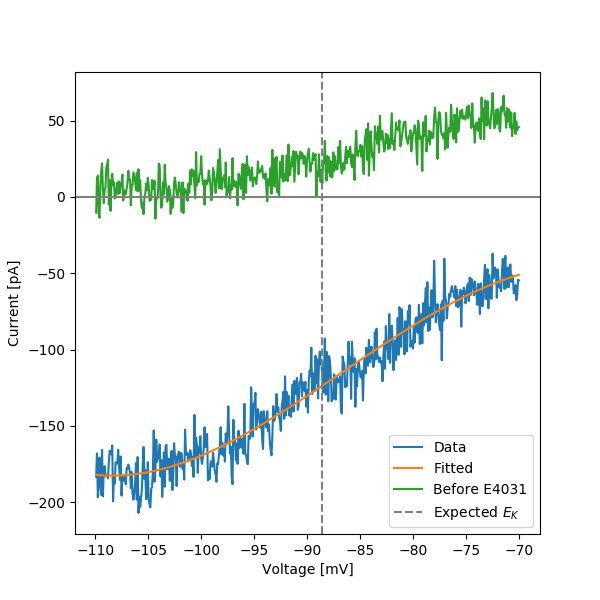 50
0
−50
−100
−150
−200
Current [pA]
Data
Fitted
Before E4031
Expected E_K
−110 −105 −100 −95 −90 −85 −80 −75 −70
Voltage [mV]